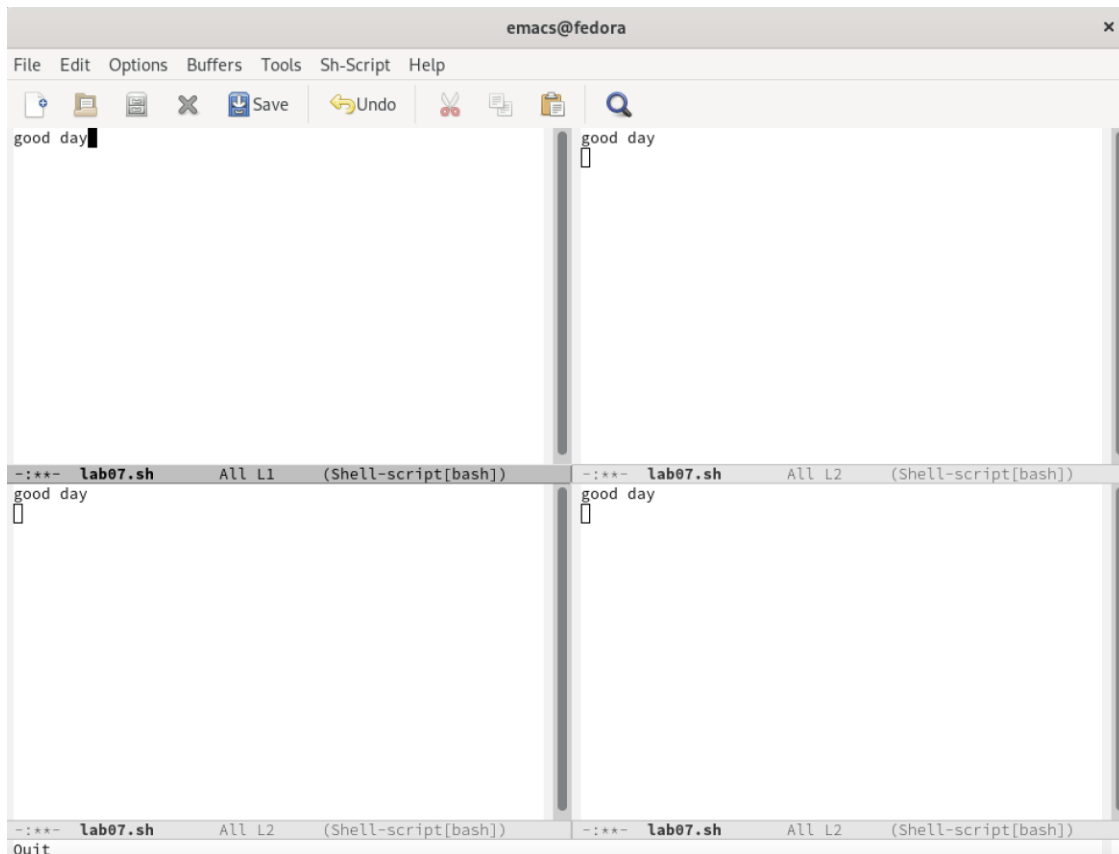 emacs@fedora ×
File Edit Options Buffers Tools Sh-Script Help
Save Undo
good day
-:**- lab07.sh All L1 (Shell-script[bash])
good day
-:**- lab07.sh All L2 (Shell-script[bash])
good day
-:**- lab07.sh All L2 (Shell-script[bash])
good day
-:**- lab07.sh All L2 (Shell-script[bash])
Quit